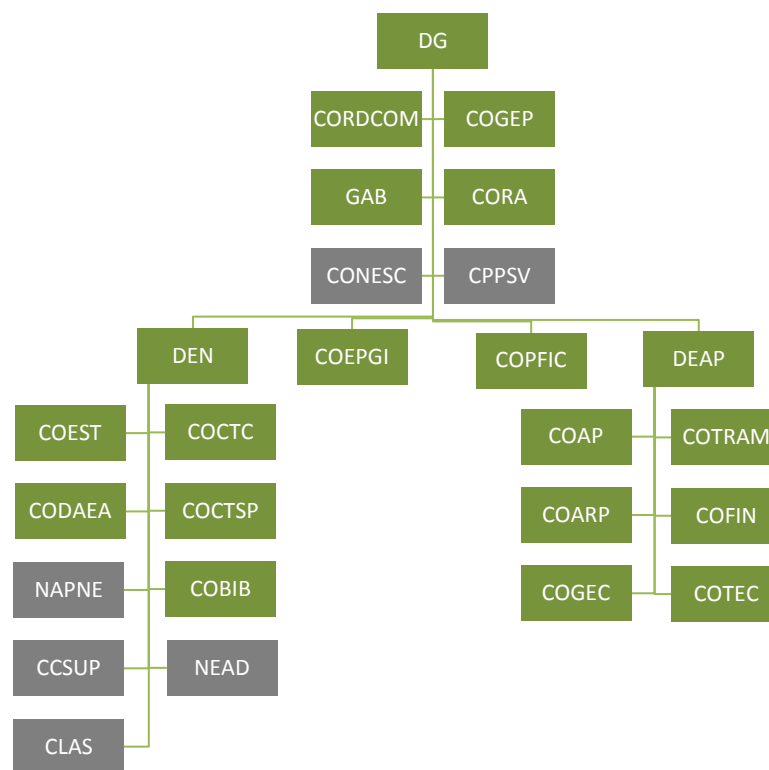 DG
CORDCOM
COGEP
GAB
CORA
CONESC
CPPSV
DEN
COEPGI
COPFIC
DEAP
COEST
COCTC
COAP
COTRAM
CODAEA
COCTSP
COARP
COFIN
NAPNE
COBIB
COGEC
COTEC
CCSUP
NEAD
CLAS